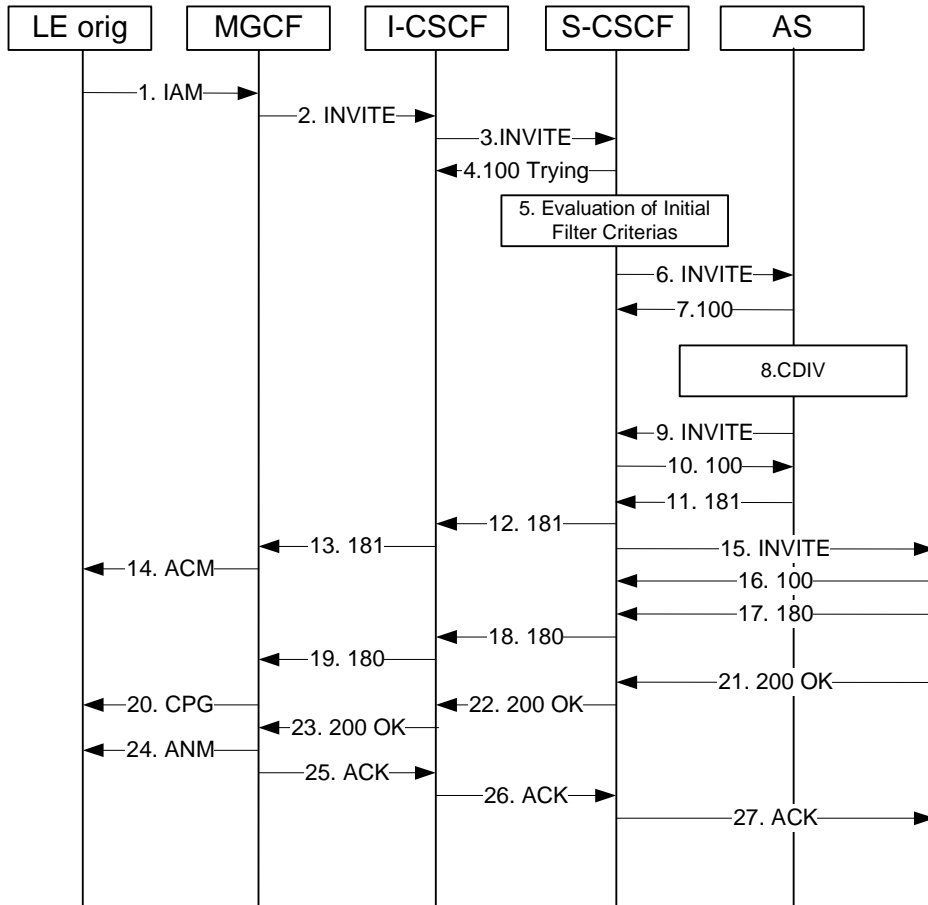 LE orig
MGCF
I-CSCF
S-CSCF
AS
1. IAM
2. INVITE
3.INVITE
4.100 Trying
5. Evaluation of Initial
Filter Criterias
6. INVITE
7.100
8.CDIV
9. INVITE
10. 100
11. 181
12. 181
13. 181
14. ACM
15. INVITE
16. 100
17. 180
18. 180
19. 180
20. CPG
21. 200 OK
22. 200 OK
23. 200 OK
24. ANM
25. ACK
26. ACK
27. ACK